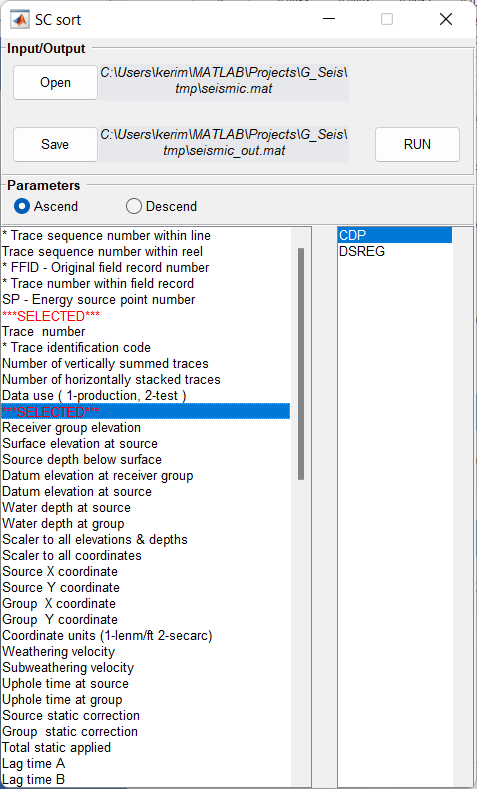 SC sort
Input/Output
Open
C:\Users\kerim\MATLAB\Projects\G_Seis\
tmp\seismic.mat
Save
C:\Users\kerim\MATLAB\Projects\G_Seis\
tmp\seismic_out.mat
RUN
Parameters
Ascend
Descend
* Trace sequence number within line
Trace sequence number within reel
* FFID - Original field record number
* Trace number within field record
SP - Energy source point number
***SELECTED***
Trace  number
* Trace identification code
Number of vertically summed traces
Number of horizontally stacked traces
Data use ( 1-production, 2-test )
***SELECTED***
Receiver group elevation
Surface elevation at source
Source depth below surface
Datum elevation at receiver group
Datum elevation at source
Water depth at source
Water depth at group
Scaler to all elevations & depths
Scaler to all coordinates
Source X coordinate
Source Y coordinate
Group  X coordinate
Group  Y coordinate
Coordinate units (1-lenm/ft 2-secarc)
Weathering velocity
Subweathering velocity
Uphole time at source
Uphole time at group
Source static correction
Group  static correction
Total static applied
Lag time A
Lag time B
CDP
DSREG